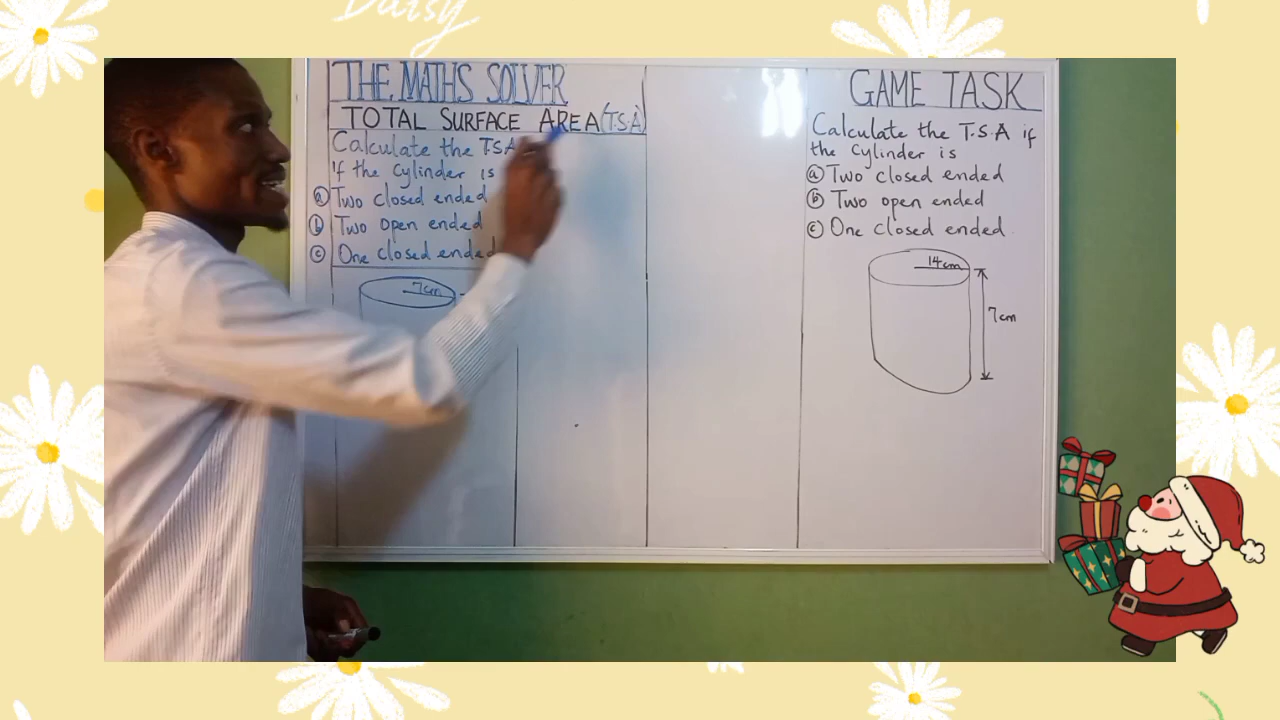 Daisy
THE MATHS SOLVER
TOTAL SURFACE AREA (T.S.A)
Calculate the T.S.A
if the Cylinder is
ⓐ Two closed ended
ⓑ Two open ended
ⓒ One closed ended
7cm
GAME TASK
Calculate the T.S.A if
the Cylinder is
ⓐ Two closed ended
ⓑ Two open ended
ⓒ One closed ended.
14cm
7cm